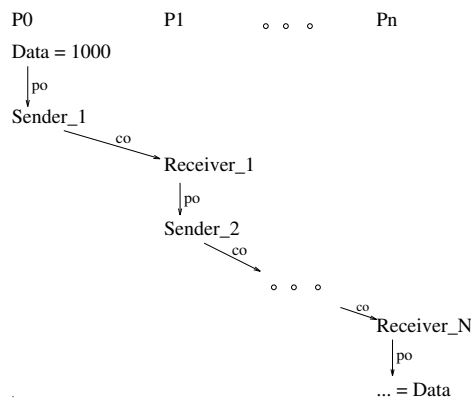 P0 P1 Pn
Data = 1000
po
Sender_1
co
Receiver_1
po
Sender_2
co
co
Receiver_N
po
... = Data